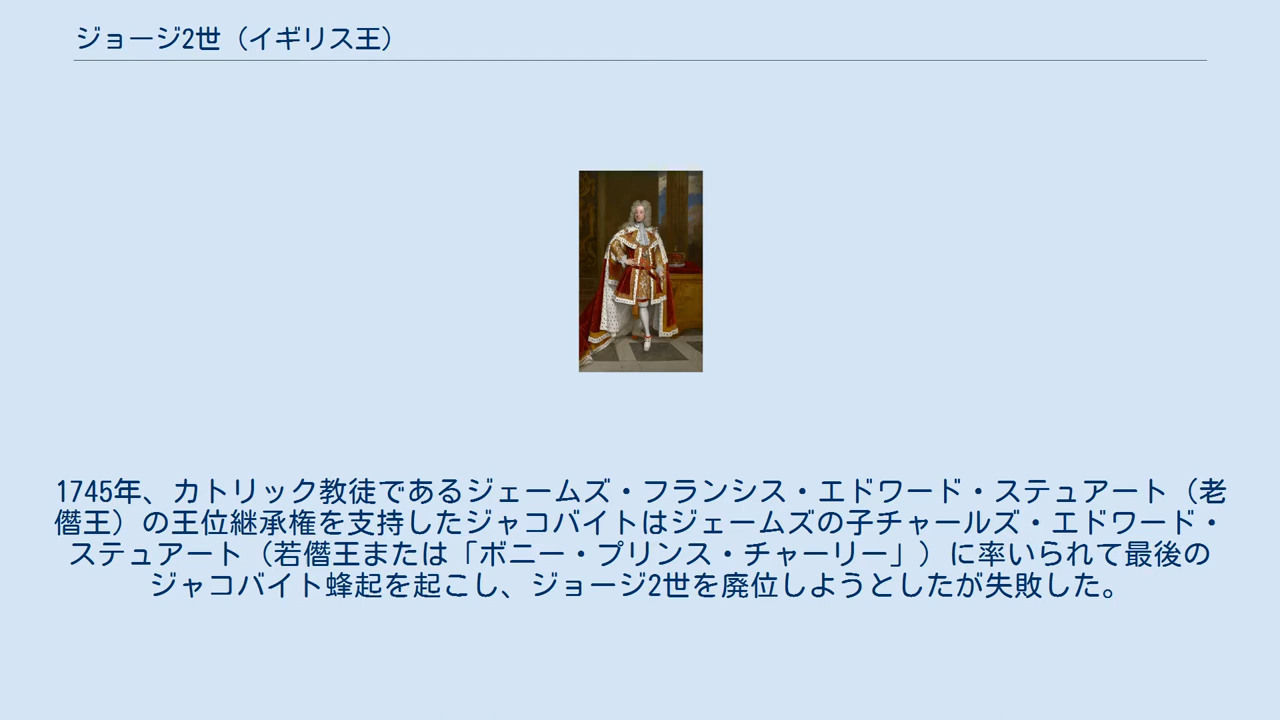 ジョージ2世（イギリス王）
1745年、カトリック教徒であるジェームズ・フランシス・エドワード・ステュアート（老
僭王）の王位継承権を支持したジャコバイトはジェームズの子チャールズ・エドワード・
ステュアート（若僭王または「ボニー・プリンス・チャーリー」）に率いられて最後の
ジャコバイト蜂起を起こし、ジョージ2世を廃位しようとしたが失敗した。